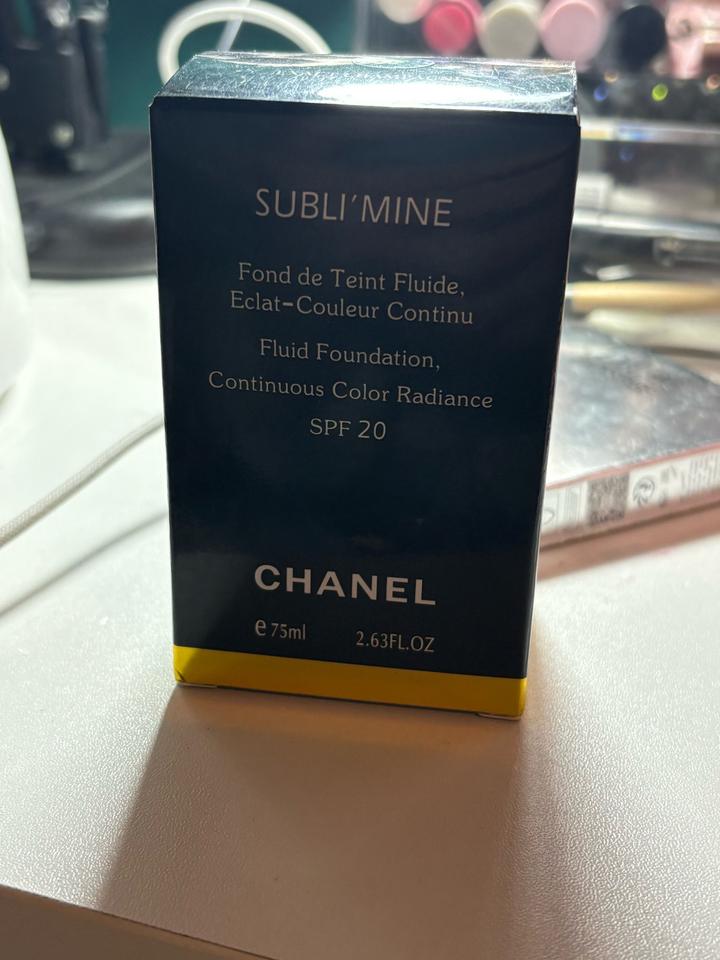 SUBLI'MINE
Fond de Teint Fluide,
Eclat-Couleur Continu
Fluid Foundation,
Continuous Color Radiance
SPF 20
CHANEL
e 75ml 2.63FL.OZ